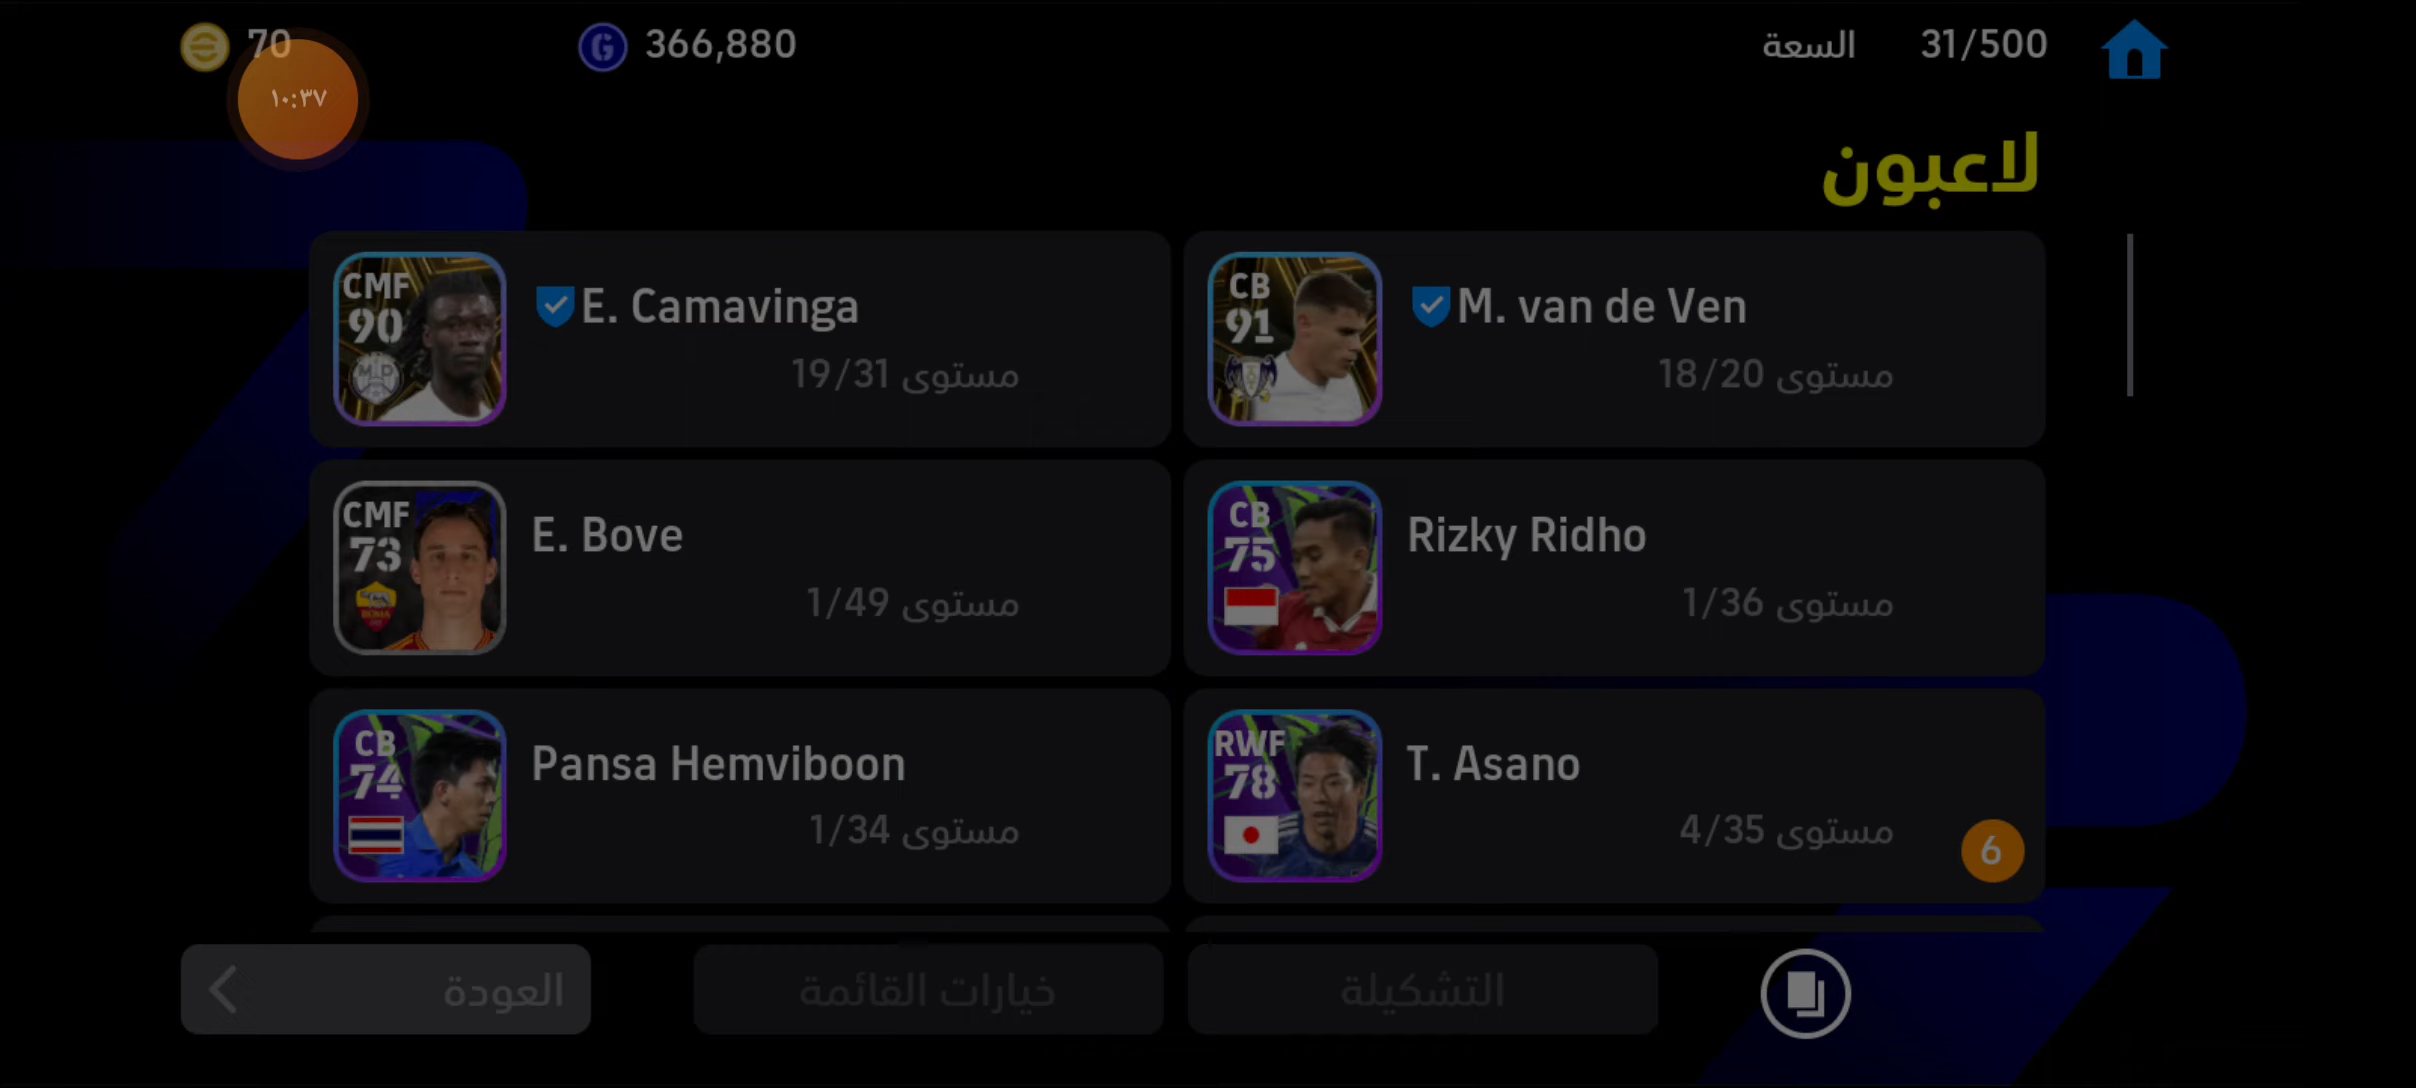 31/500 السعة
366,880
70
١٠:٣٧
لاعبون
CB
91
M. van de Ven
مستوى 18/20
CMF
90
E. Camavinga
مستوى 19/31
CB
75
Rizky Ridho
مستوى 1/36
CMF
73
ROMA
E. Bove
مستوى 1/49
RWF
78
T. Asano
مستوى 4/35
6
CB
74
Pansa Hemviboon
مستوى 1/34
التشكيلة
خيارات القائمة
العودة